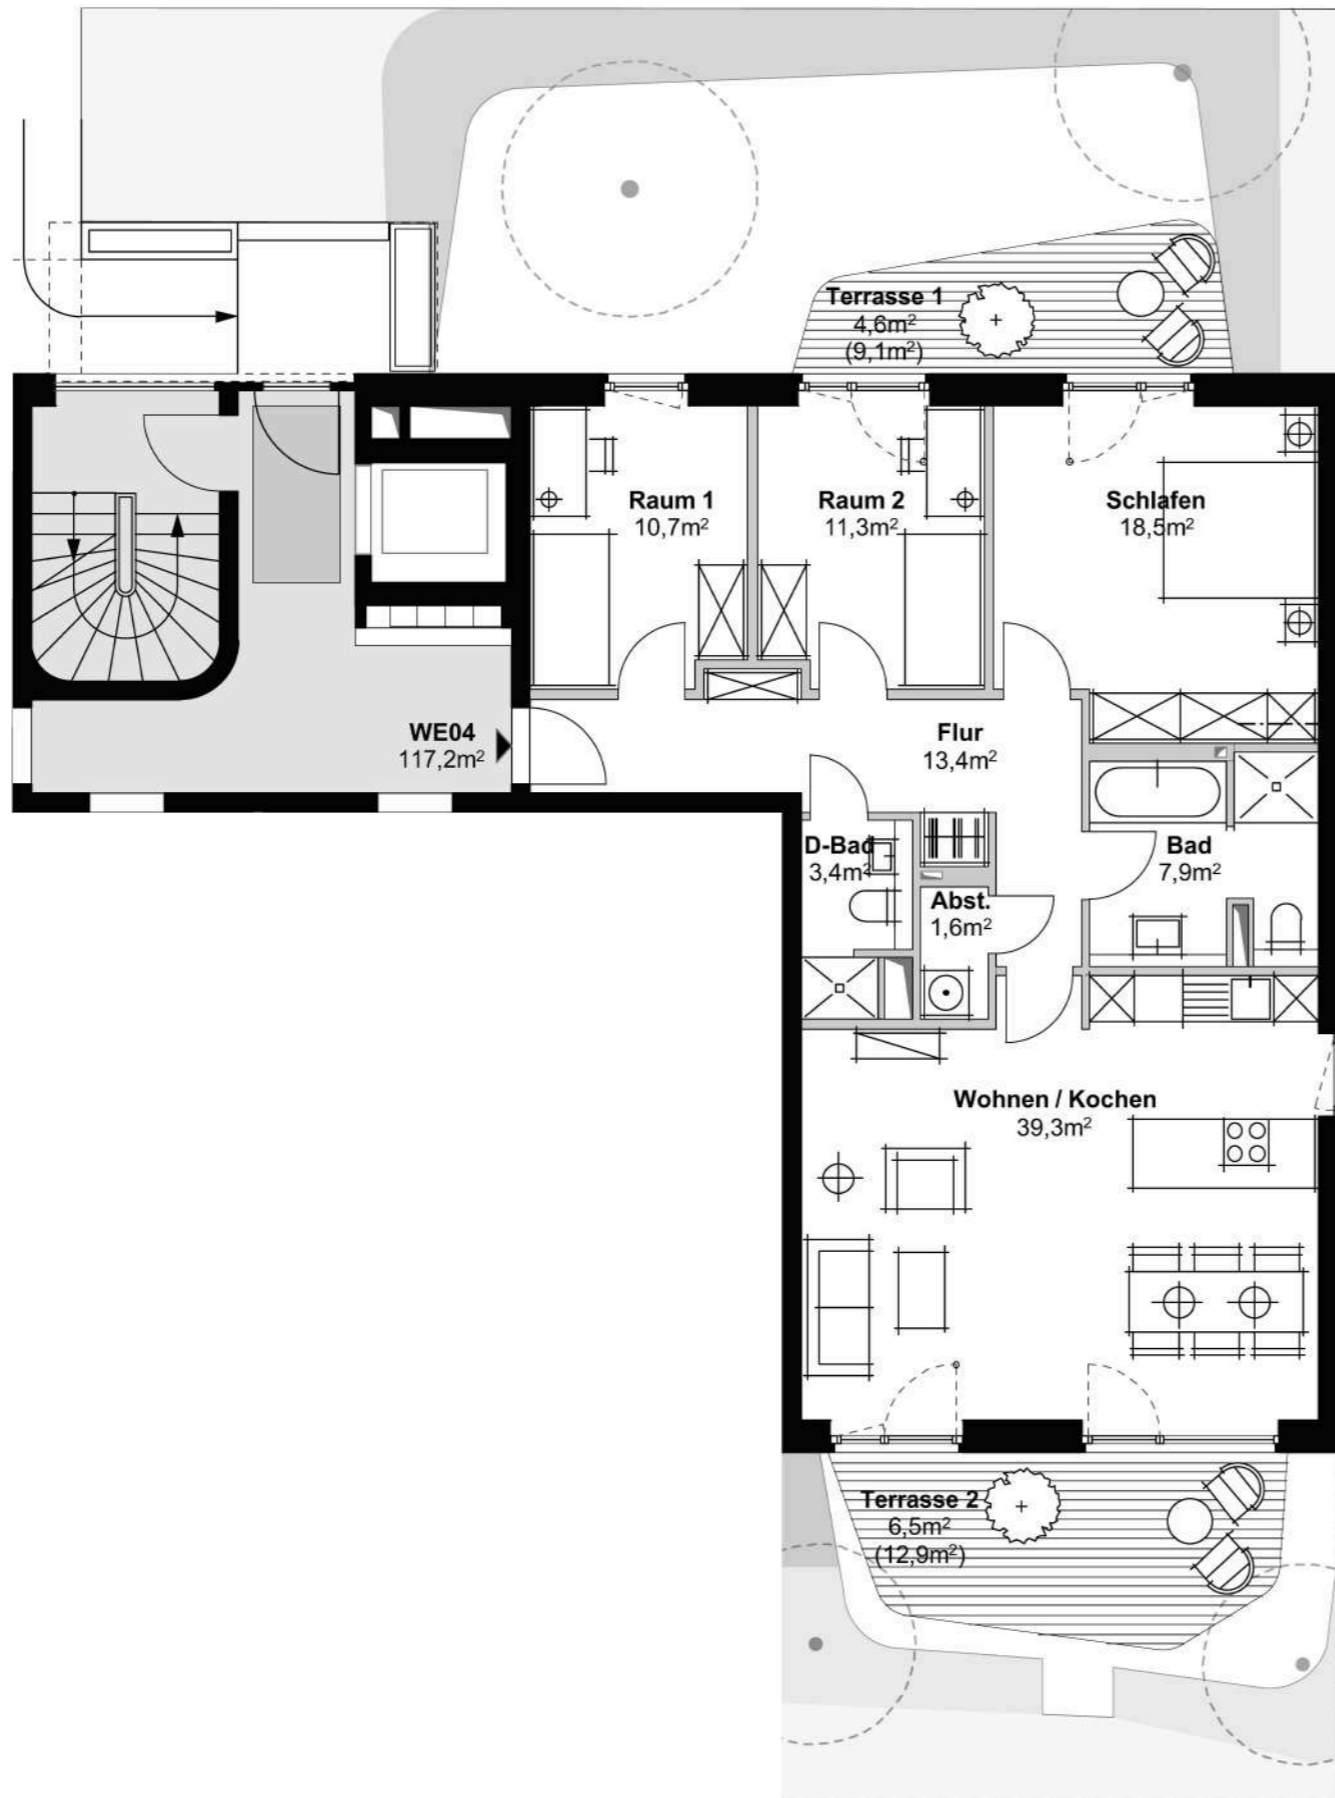 Terrasse 1
4,6m²
(9,1m²)
Raum 1
10,7m²
Raum 2
11,3m²
Schlafen
18,5m²
WE04
117,2m²
Flur
13,4m²
D-Bad
3,4m²
Abst.
1,6m²
Bad
7,9m²
Wohnen / Kochen
39,3m²
Terrasse 2
6,5m²
(12,9m²)